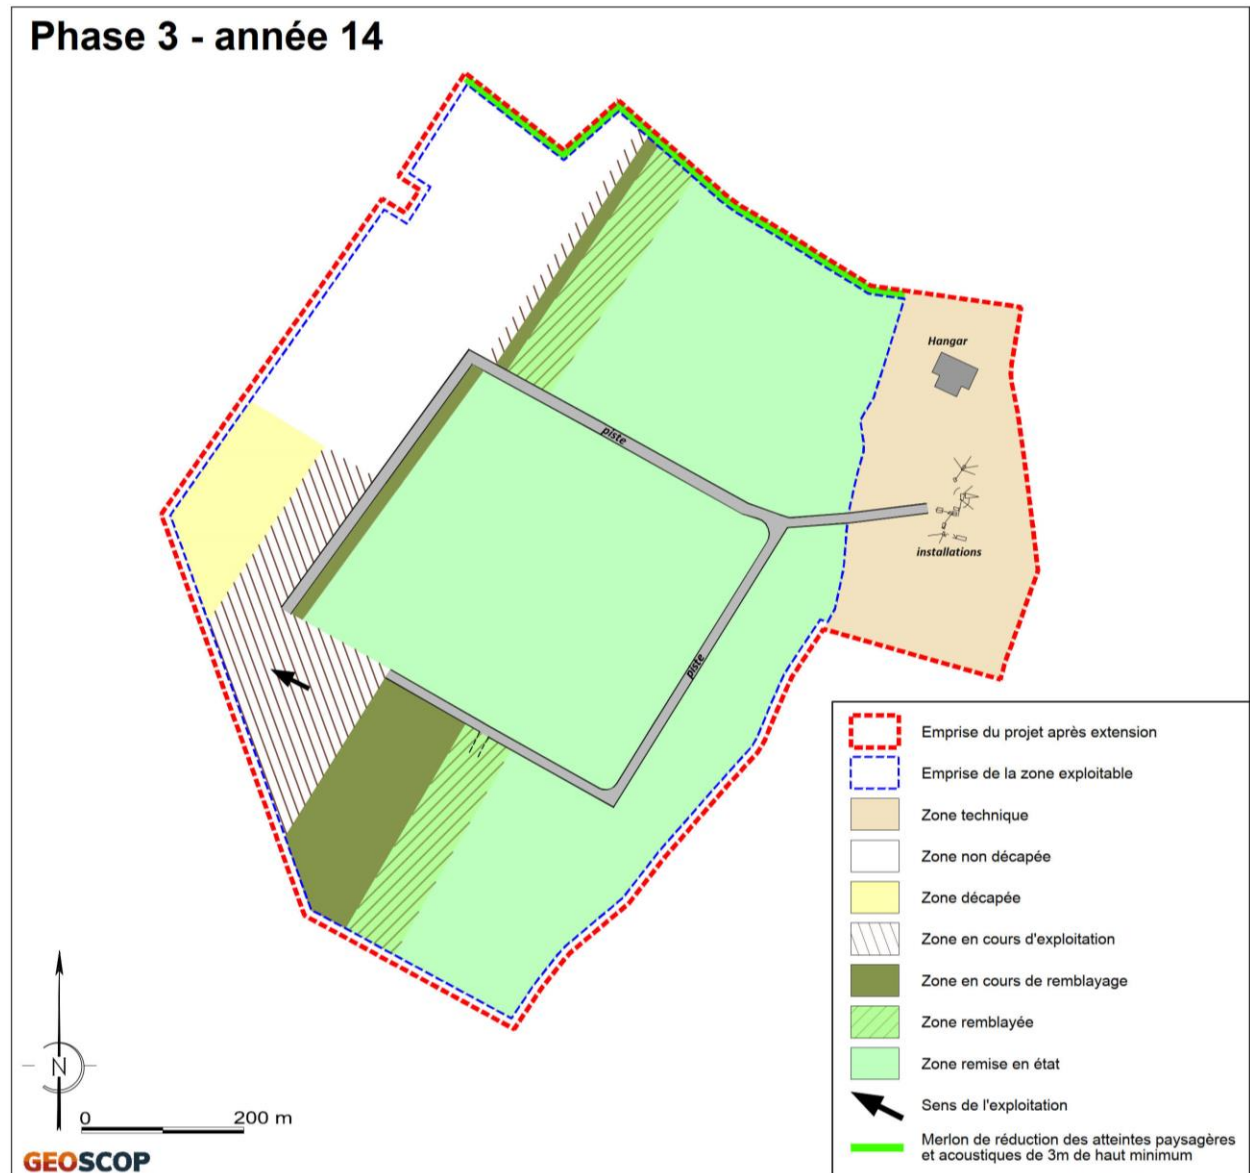 Phase 3 - année 14
Hangar
piste
installations
piste
Emprise du projet après extension
Emprise de la zone exploitable
Zone technique
Zone non décapée
Zone décapée
Zone en cours d'exploitation
Zone en cours de remblayage
Zone remblayée
Zone remise en état
Sens de l'exploitation
Merlon de réduction des atteintes paysagères
et acoustiques de 3m de haut minimum
N
0 200 m
GEOSCOP